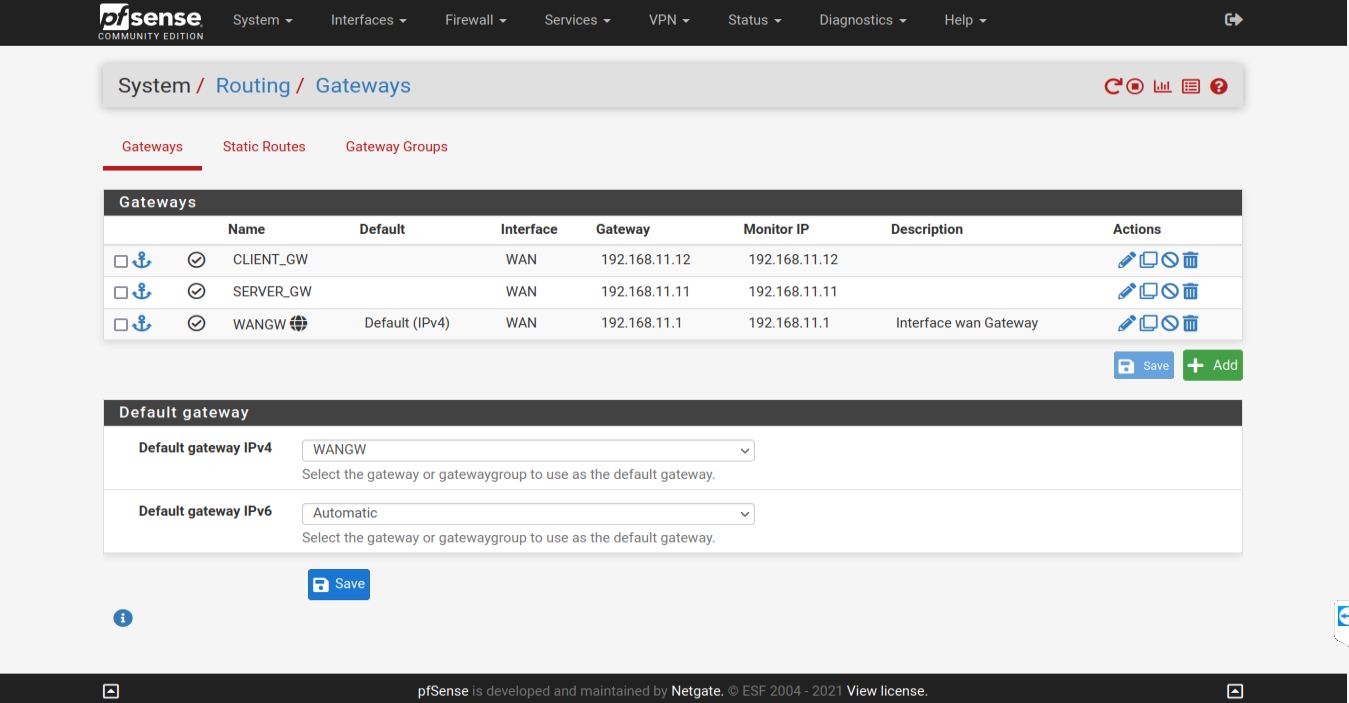 pfsense
COMMUNITY EDITION
System Interfaces Firewall Services VPN Status Diagnostics Help
System / Routing / Gateways
Gateways Static Routes Gateway Groups
Gateways
Name Default Interface Gateway Monitor IP Description Actions
CLIENT_GW WAN 192.168.11.12 192.168.11.12
SERVER_GW WAN 192.168.11.11 192.168.11.11
WANGW Default (IPv4) WAN 192.168.11.1 192.168.11.1 Interface wan Gateway
Save Add
Default gateway
Default gateway IPv4 WANGW
Select the gateway or gatewaygroup to use as the default gateway.
Default gateway IPv6 Automatic
Select the gateway or gatewaygroup to use as the default gateway.
Save
pfSense is developed and maintained by Netgate. © ESF 2004 - 2021 View license.